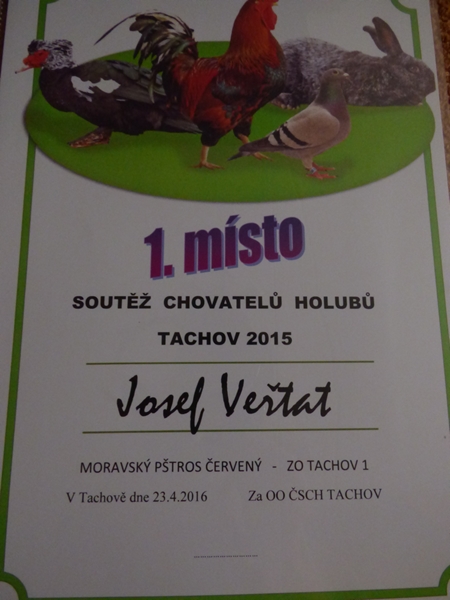 1. místo
SOUTĚŽ CHOVATELŮ HOLUBŮ
TACHOV 2015
Josef Veřtat
MORAVSKÝ PŠTROS ČERVENÝ - ZO TACHOV 1
V Tachově dne 23.4.2016 Za OO ČSCH TACHOV